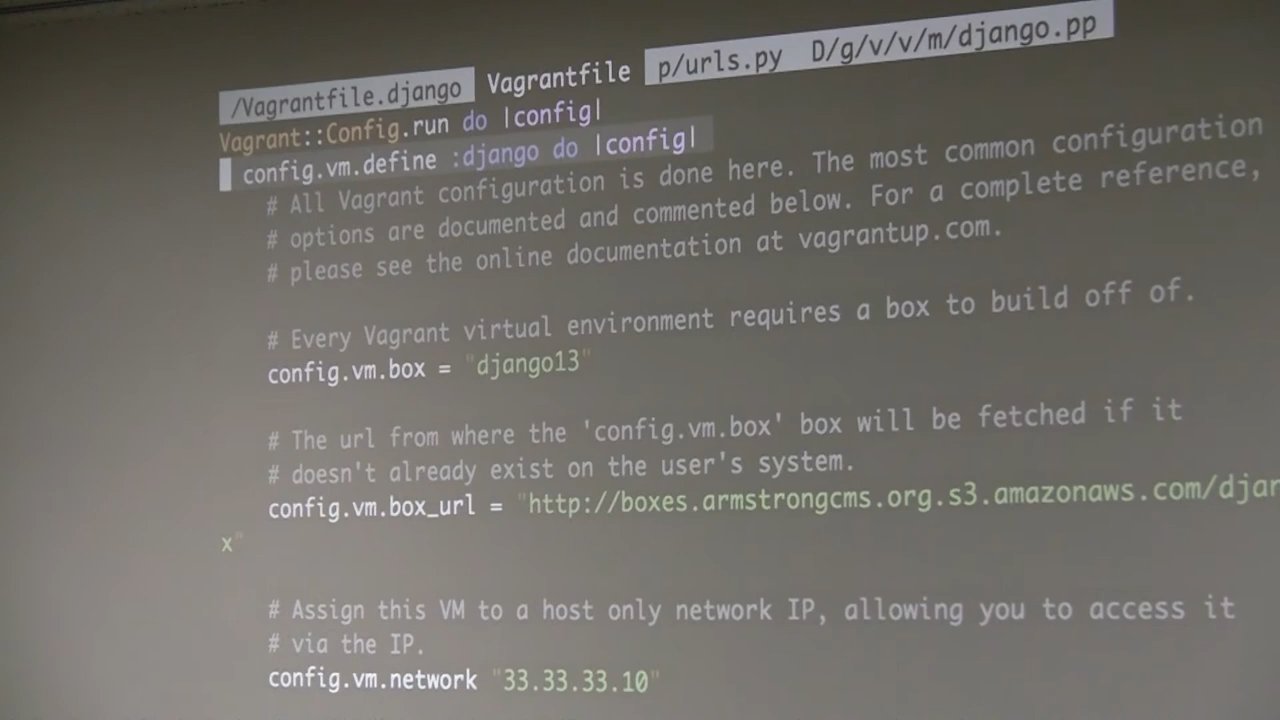 /Vagrantfile.django Vagrantfile p/urls.py D/g/v/v/m/django.pp
Vagrant::Config.run do |config|
config.vm.define :django do |config|
# All Vagrant configuration is done here. The most common configuration
# options are documented and commented below. For a complete reference,
# please see the online documentation at vagrantup.com.
# Every Vagrant virtual environment requires a box to build off of.
config.vm.box = "django13"
# The url from where the 'config.vm.box' box will be fetched if it
# doesn't already exist on the user's system.
config.vm.box_url = "http://boxes.armstrongcms.org.s3.amazonaws.com/djan
x"
# Assign this VM to a host only network IP, allowing you to access it
# via the IP.
config.vm.network "33.33.33.10"